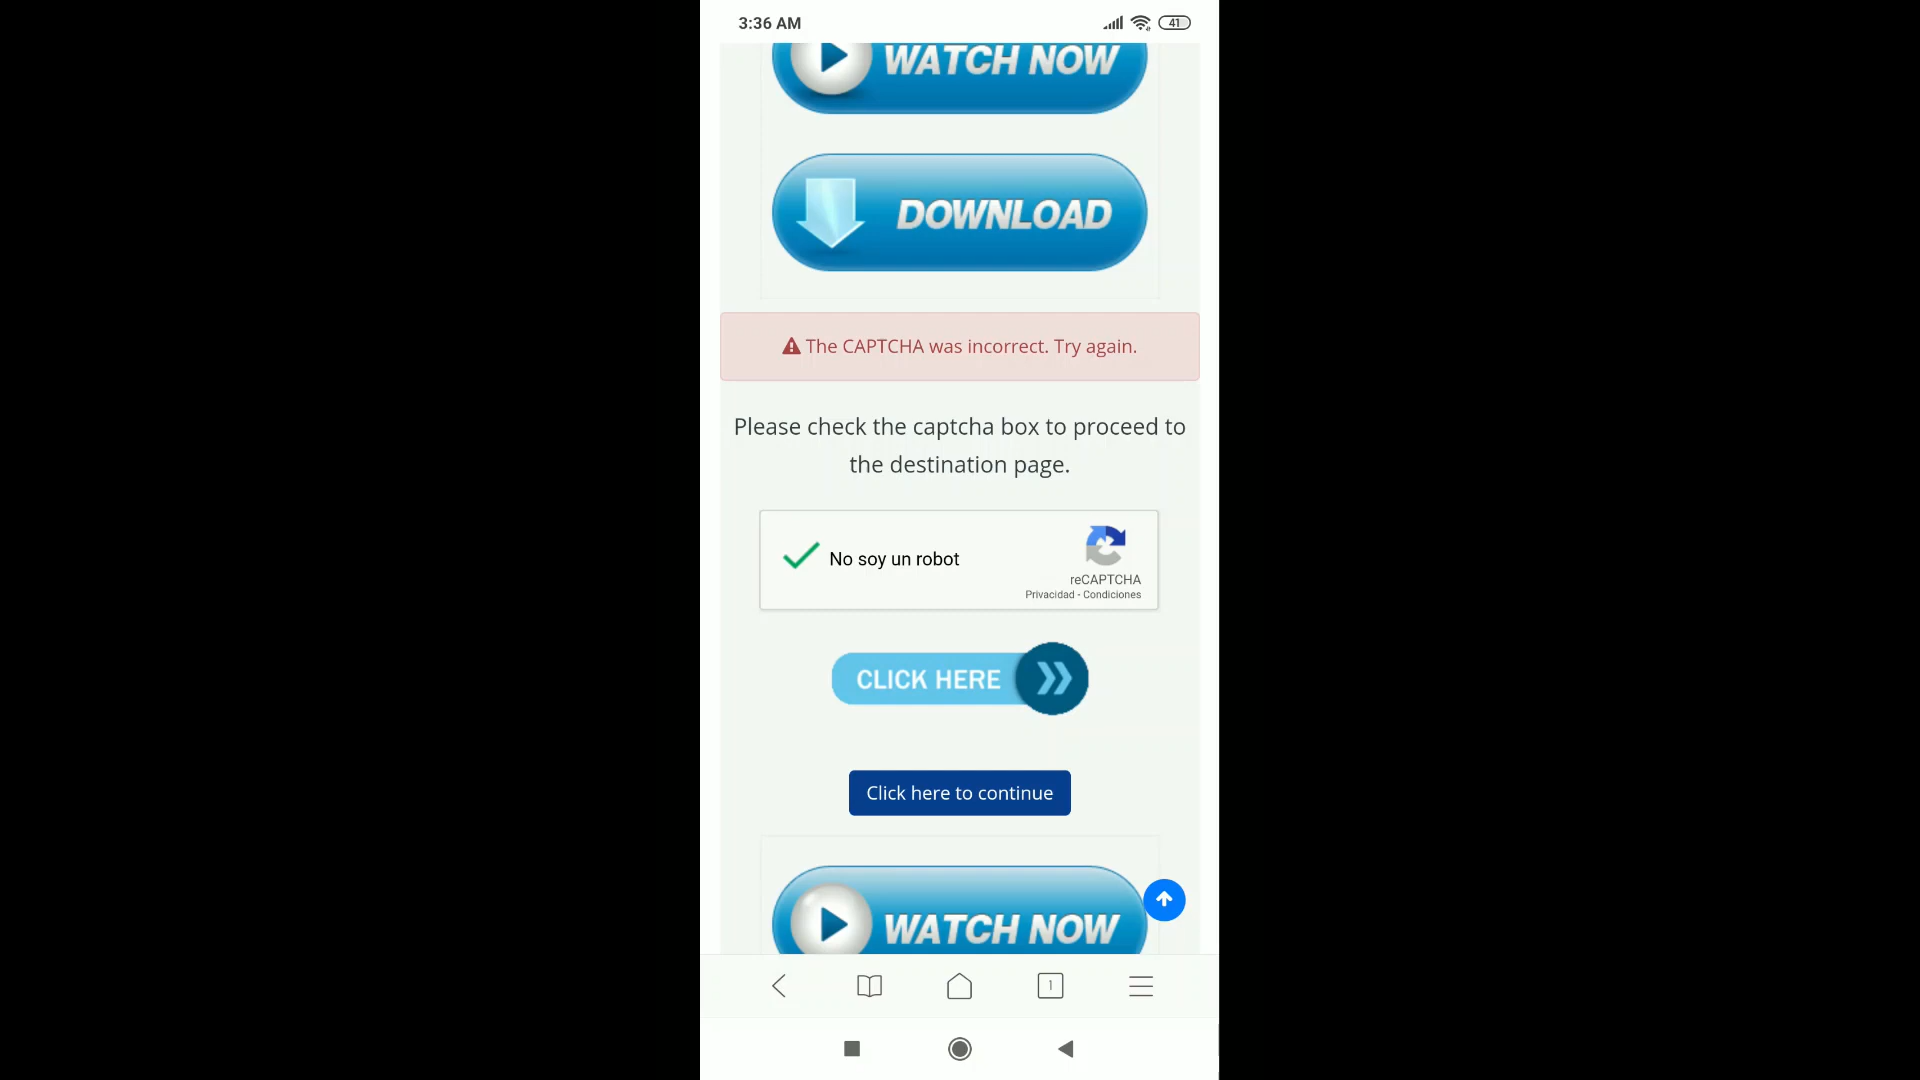 3:36 AM
41
WATCH NOW
DOWNLOAD
The CAPTCHA was incorrect. Try again.
Please check the captcha box to proceed to
the destination page.
No soy un robot
reCAPTCHA
Privacidad - Condiciones
CLICK HERE
Click here to continue
WATCH NOW
1